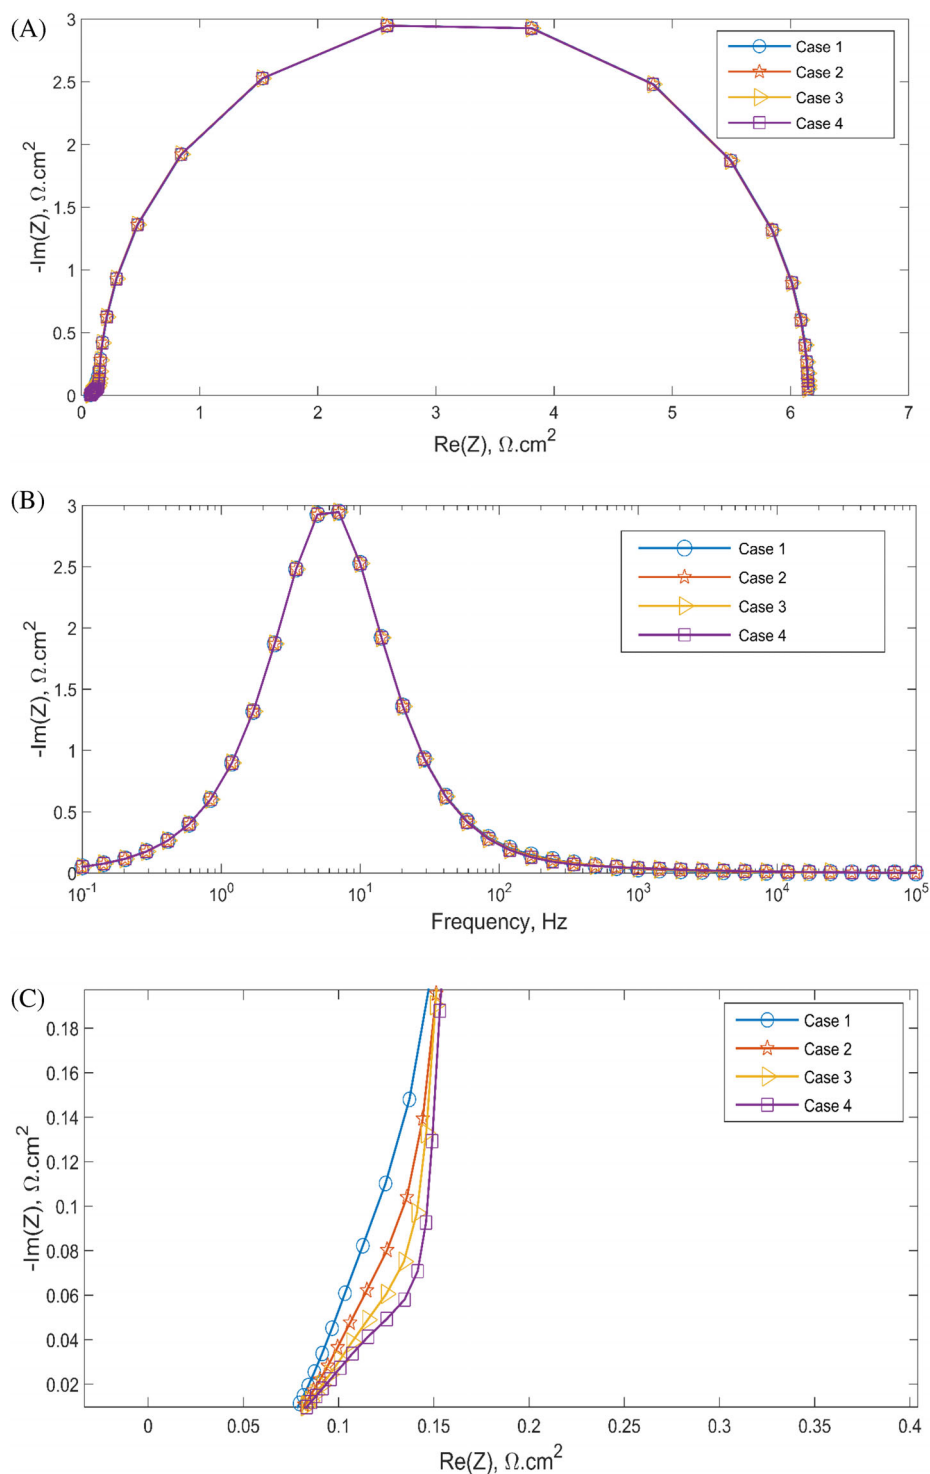 (A)
3
2.5
2
1.5
1
0.5
0
-Im(Z), Ω.cm²
Case 1
Case 2
Case 3
Case 4
0 1 2 3 4 5 6 7
Re(Z), Ω.cm²
(B)
3
2.5
2
1.5
1
0.5
0
-Im(Z), Ω.cm²
Case 1
Case 2
Case 3
Case 4
10⁻¹ 10⁰ 10¹ 10² 10³ 10⁴ 10⁵
Frequency, Hz
(C)
0.18
0.16
0.14
0.12
0.1
0.08
0.06
0.04
0.02
-Im(Z), Ω.cm²
Case 1
Case 2
Case 3
Case 4
0 0.05 0.1 0.15 0.2 0.25 0.3 0.35 0.4
Re(Z), Ω.cm²